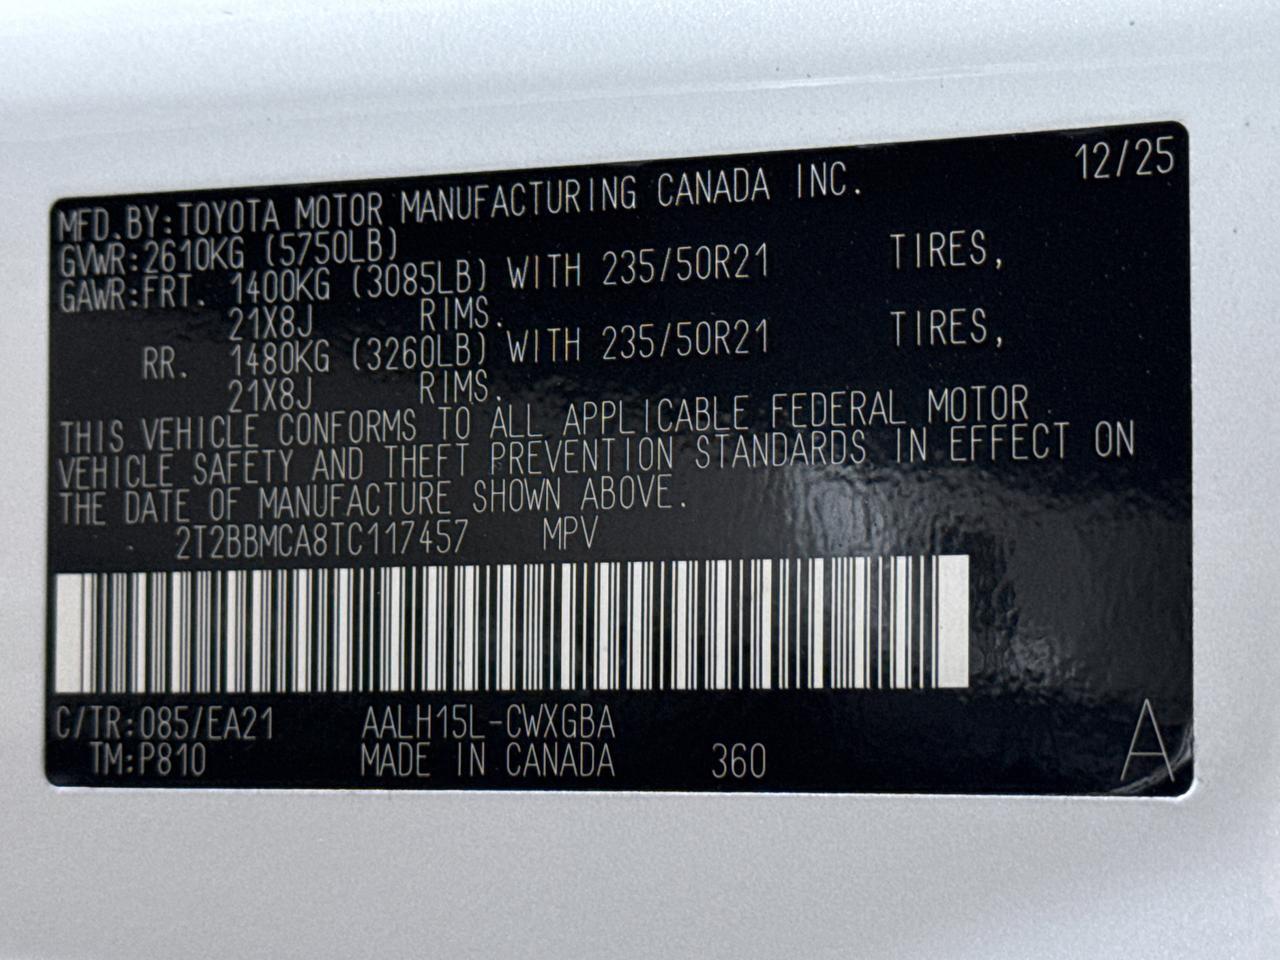 12/25
MFD.BY:TOYOTA MOTOR MANUFACTURING CANADA INC.
GVWR:2610KG (5750LB)
GAWR:FRT. 1400KG (3085LB) WITH 235/50R21 TIRES,
21X8J RIMS.
RR. 1480KG (3260LB) WITH 235/50R21 TIRES,
21X8J RIMS.
THIS VEHICLE CONFORMS TO ALL APPLICABLE FEDERAL MOTOR
VEHICLE SAFETY AND THEFT PREVENTION STANDARDS IN EFFECT ON
THE DATE OF MANUFACTURE SHOWN ABOVE.
2T2BBMCA8TC117457 MPV
C/TR:085/EA21 AALH15L-CWXGBA
TM:P810 MADE IN CANADA 360
A